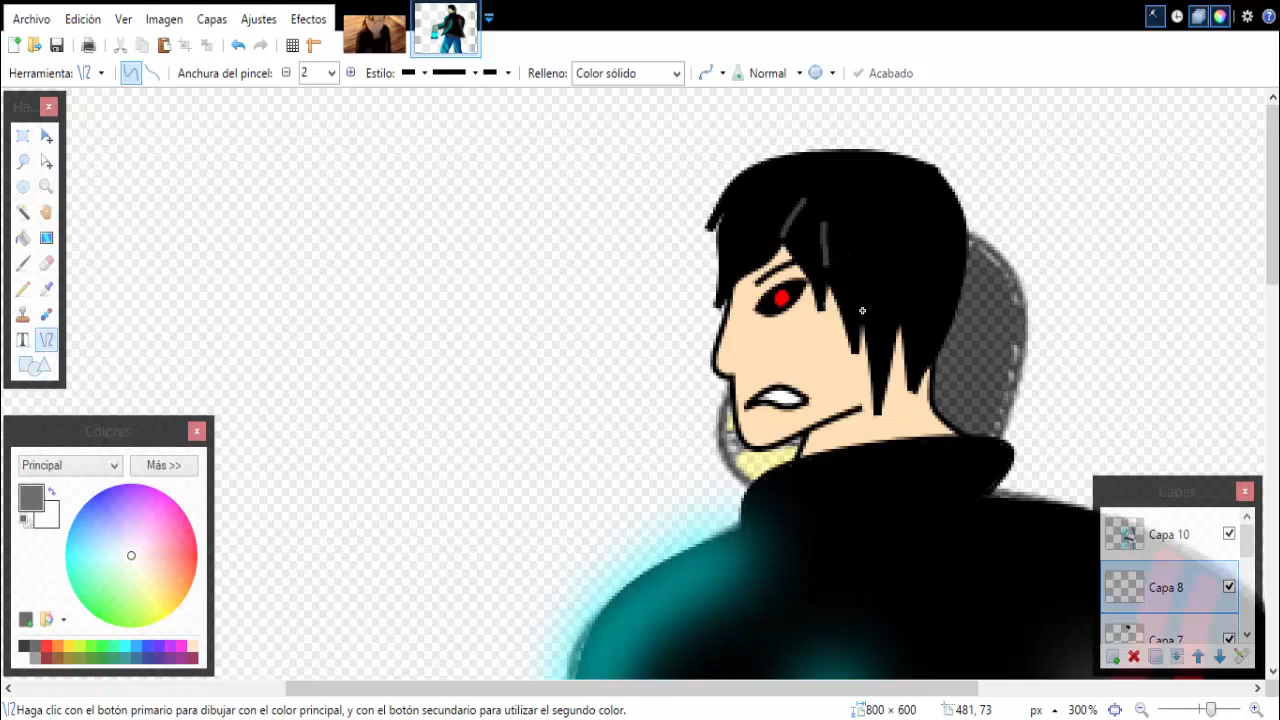 Archivo Edición Ver Imagen Capas Ajustes Efectos
Herramienta: Anchura del pincel: 2 Estilo: Relleno: Color sólido Normal Acabado
Colores
Principal Más >>
Capas
Capa 10
Capa 8
Capa 7
Haga clic con el botón primario para dibujar con el color principal, y con el botón secundario para utilizar el segundo color. 800 × 600 481, 73 px 300%